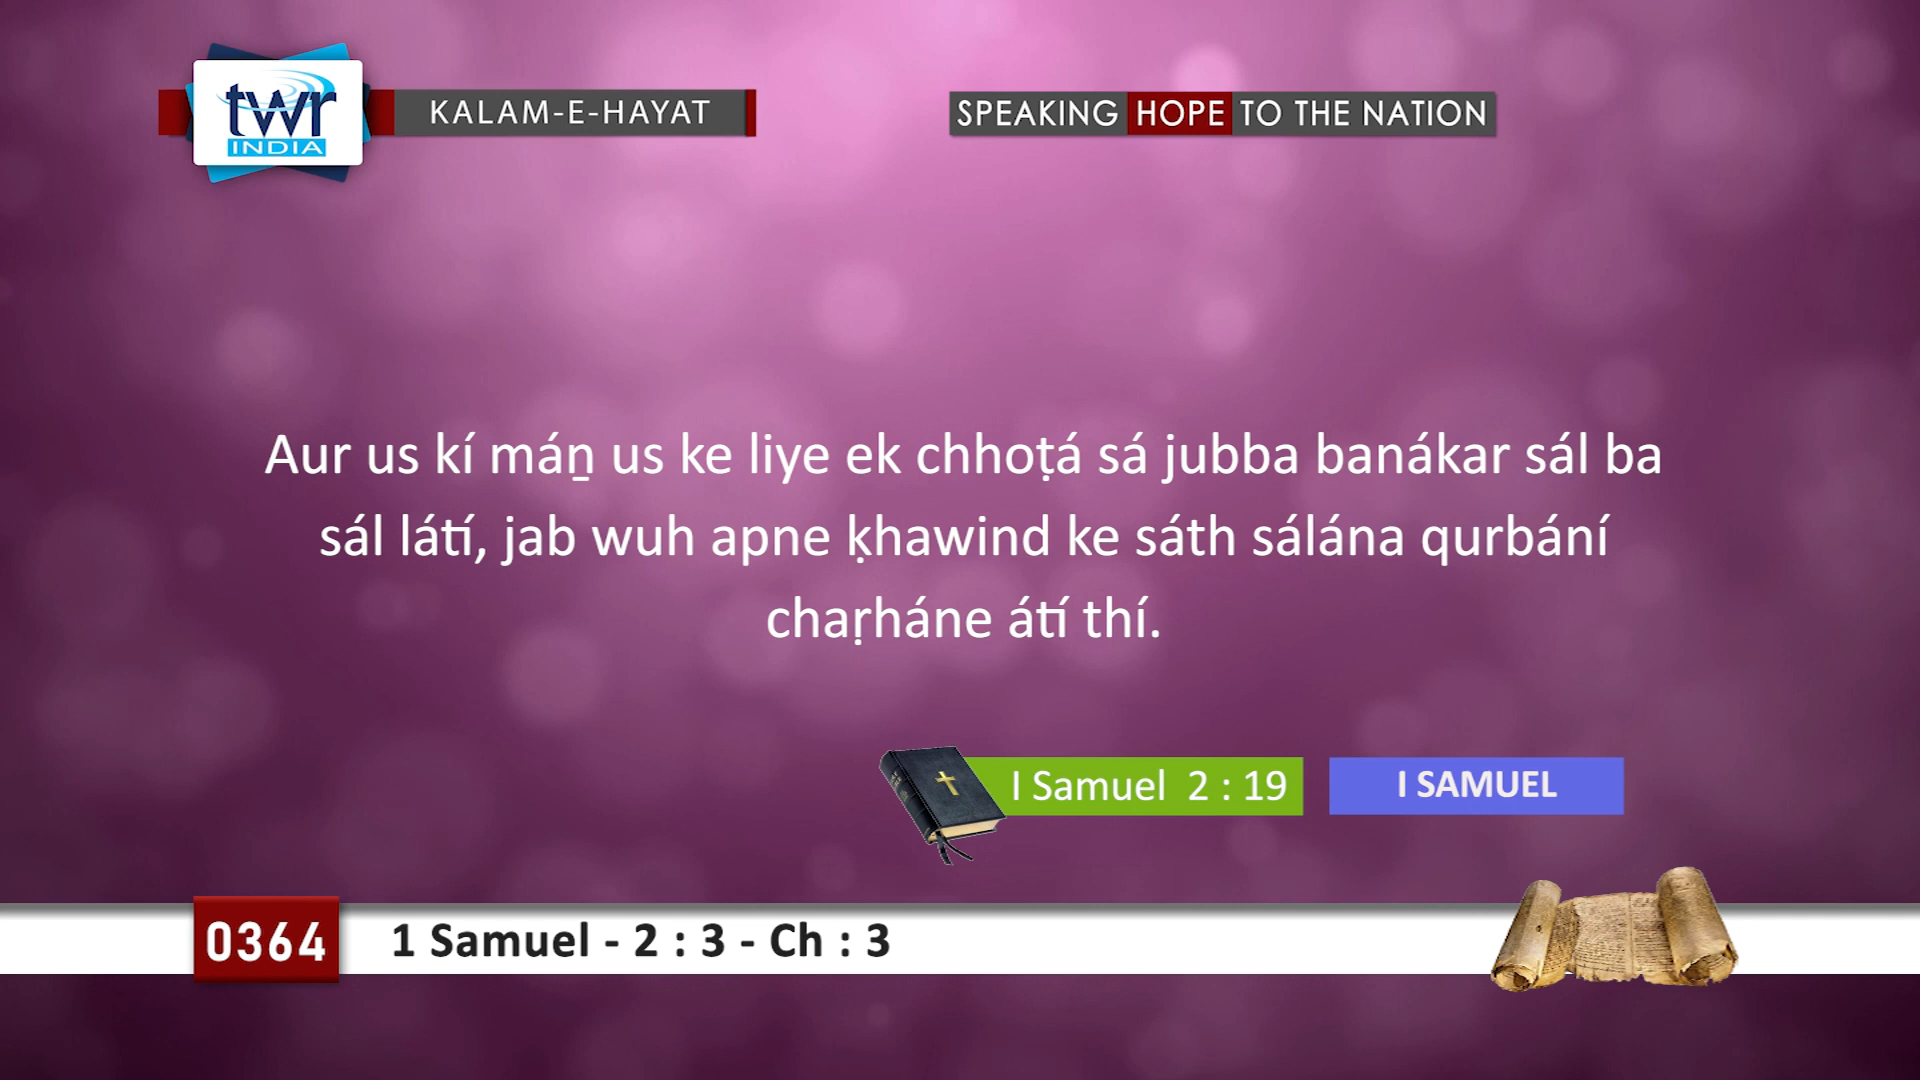 twr
INDIA
KALAM-E-HAYAT
SPEAKING HOPE TO THE NATION
Aur us kí máṉ us ke liye ek chhoṭá sá jubba banákar sál ba
sál látí, jab wuh apne ḳhawind ke sáth sálána qurbání
chaṛháne átí thí.
I Samuel 2 : 19
I SAMUEL
0364
1 Samuel - 2 : 3 - Ch : 3